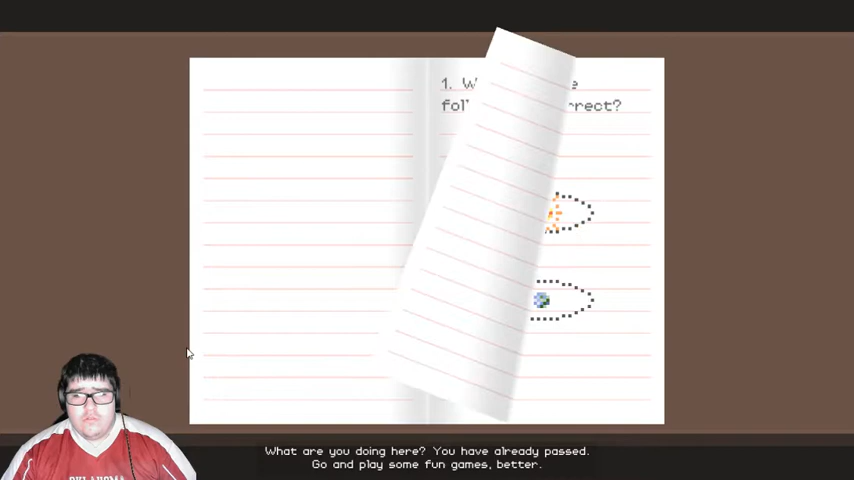 1. W e
fol rrect?
What are you doing here? You have already passed.
Go and play some fun games, better.
OKLAHOMA